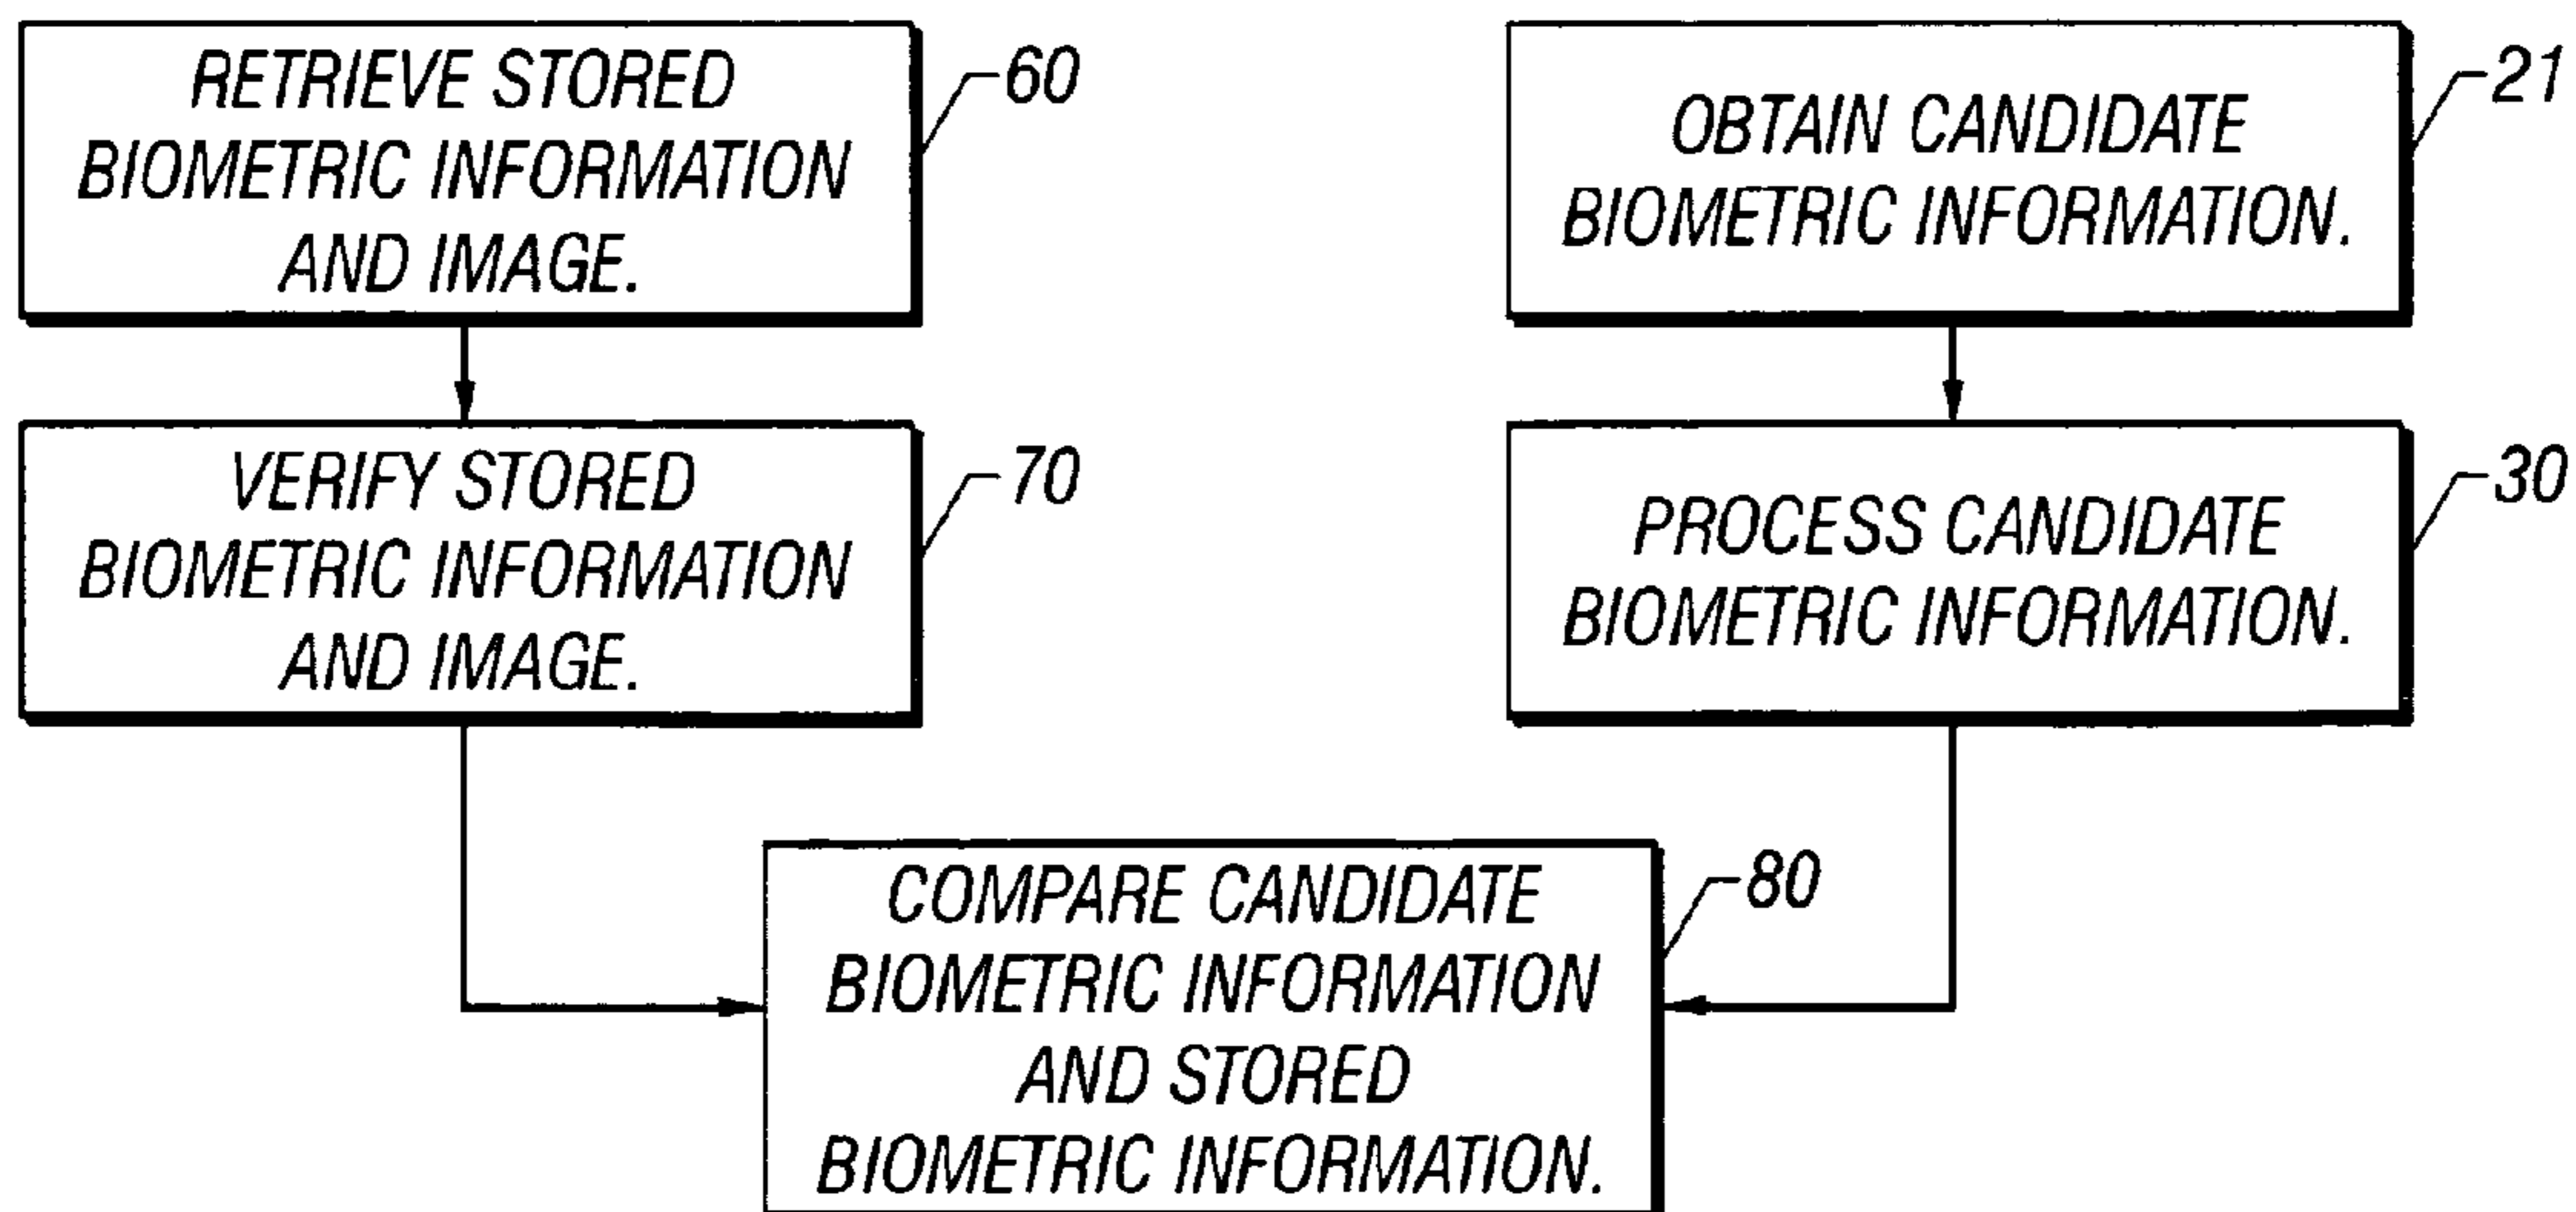 RETRIEVE STORED
BIOMETRIC INFORMATION
AND IMAGE.
60
OBTAIN CANDIDATE
BIOMETRIC INFORMATION.
21
VERIFY STORED
BIOMETRIC INFORMATION
AND IMAGE.
70
PROCESS CANDIDATE
BIOMETRIC INFORMATION.
30
COMPARE CANDIDATE
BIOMETRIC INFORMATION
AND STORED
BIOMETRIC INFORMATION.
80